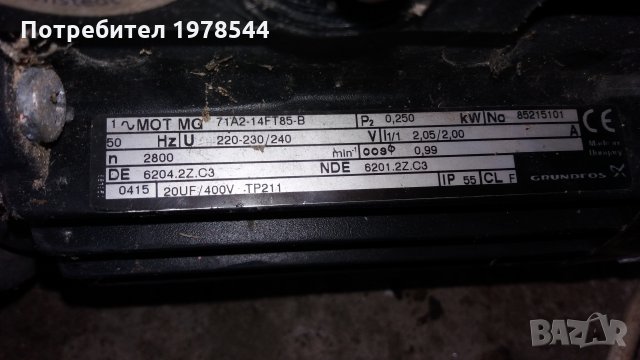 Потребител 1978544
1 ∿ MOT MG 71A2-14FT85-B P₂ 0,250 kW No 85215101
50 Hz U 220-230/240 V I1/1 2,05/2,00 A
n 2800 min⁻¹ cosΦ 0,99
DE 6204.2Z.C3 NDE 6201.2Z.C3
0415 20UF/400V TP211 IP 55 CL F
CE
Made in
Hungary
GRUNDFOS
BAZAR